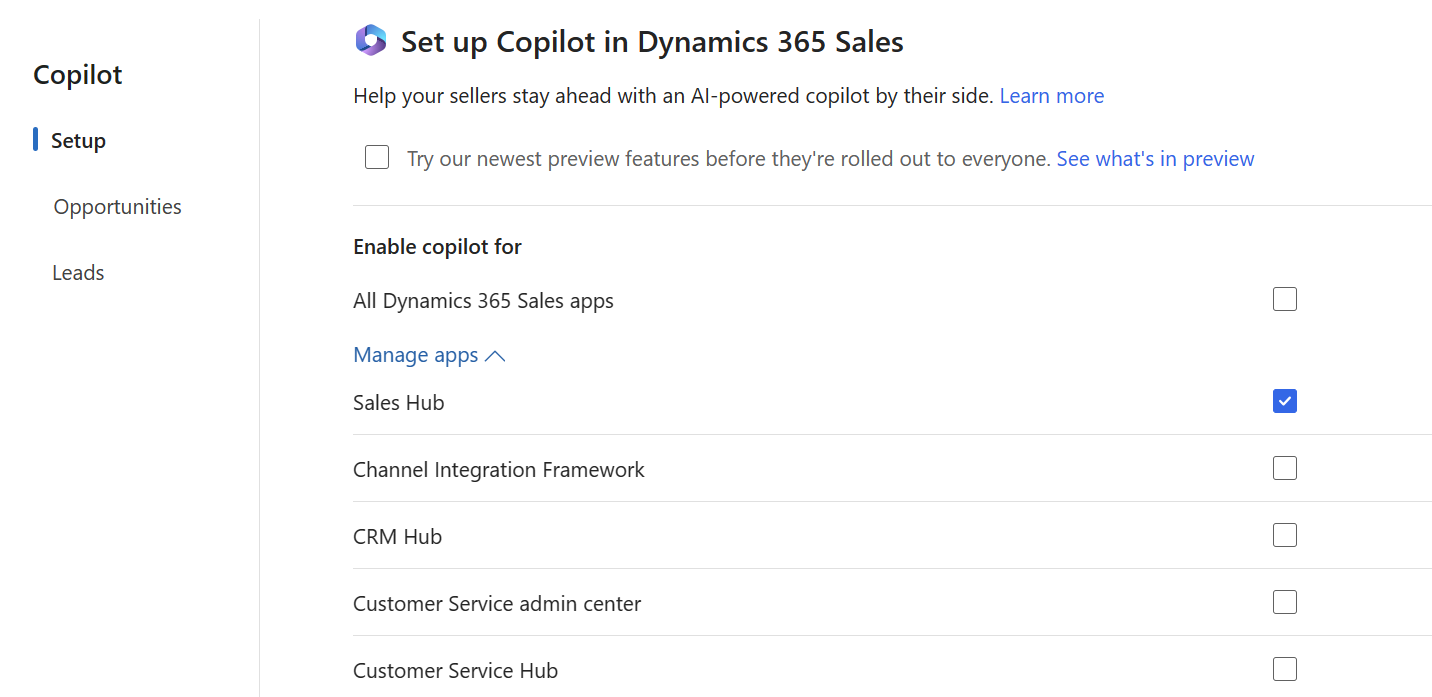 Copilot
Setup
Opportunities
Leads
Set up Copilot in Dynamics 365 Sales
Help your sellers stay ahead with an AI-powered copilot by their side. Learn more
Try our newest preview features before they're rolled out to everyone. See what's in preview
Enable copilot for
All Dynamics 365 Sales apps
Manage apps
Sales Hub
Channel Integration Framework
CRM Hub
Customer Service admin center
Customer Service Hub